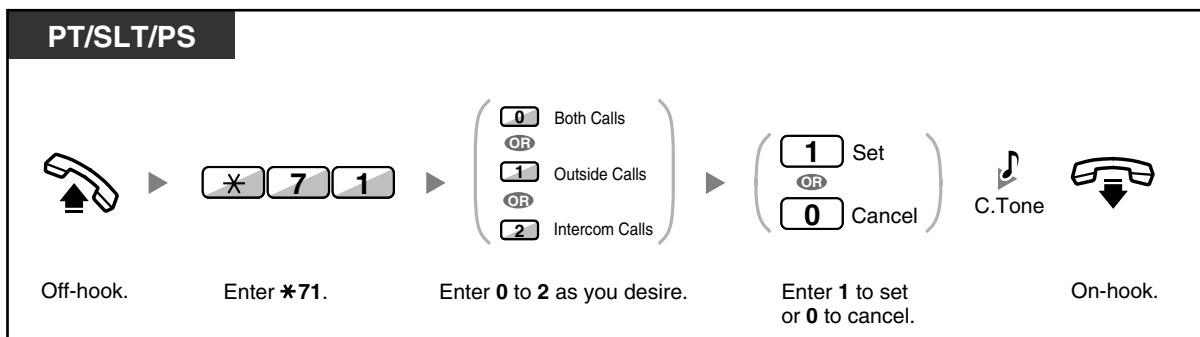 PT/SLT/PS
0 Both Calls
OR
1 Outside Calls
OR
2 Intercom Calls
1 Set
OR
0 Cancel
✳ 7 1
C.Tone
Off-hook.
Enter ✳71.
Enter 0 to 2 as you desire.
Enter 1 to set
or 0 to cancel.
On-hook.